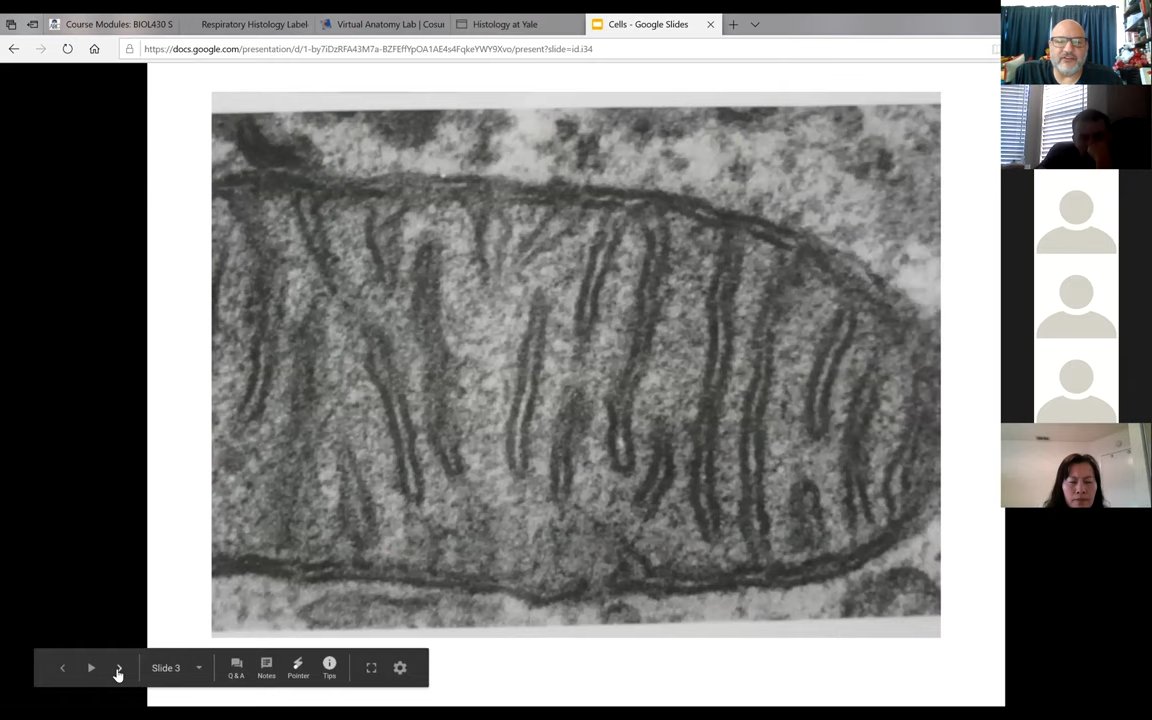 Course Modules: BIOL430 S
Respiratory Histology Label
Virtual Anatomy Lab | Cosu
Histology at Yale
Cells - Google Slides
https://docs.google.com/presentation/d/1-by7iDzRFA43M7a-BZFEffYpOA1AE4s4FqkeYWY9Xvo/present?slide=id.i34
Slide 3
Q & A
Notes
Pointer
Tips